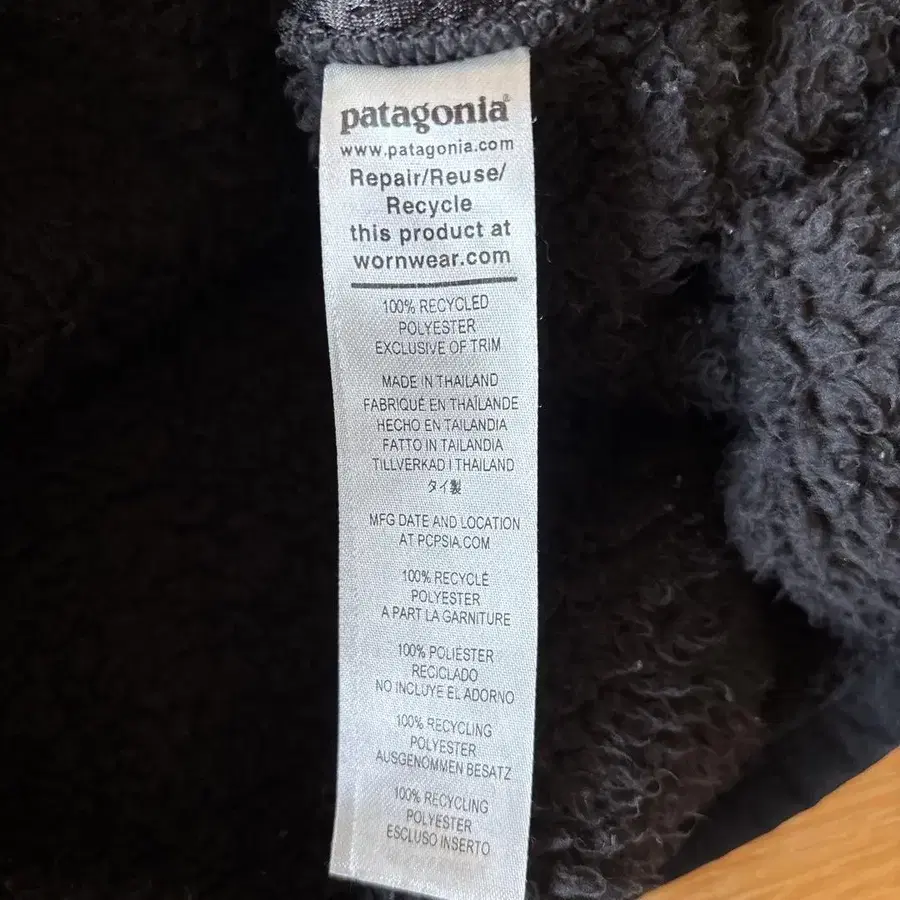 patagonia®
www.patagonia.com
Repair/Reuse/
Recycle
this product at
wornwear.com
100% RECYCLED
POLYESTER
EXCLUSIVE OF TRIM
MADE IN THAILAND
FABRIQUÉ EN THAÏLANDE
HECHO EN TAILANDIA
FATTO IN TAILANDIA
TILLVERKAD I THAILAND
タイ製
MFG DATE AND LOCATION
AT PCPSIA.COM
100% RECYCLÉ
POLYESTER
A PART LA GARNITURE
100% POLIÉSTER
RECICLADO
NO INCLUYE EL ADORNO
100% RECYCLING
POLYESTER
AUSGENOMMEN BESATZ
100% RECYCLING
POLYESTER
ESCLUSO INSERTO